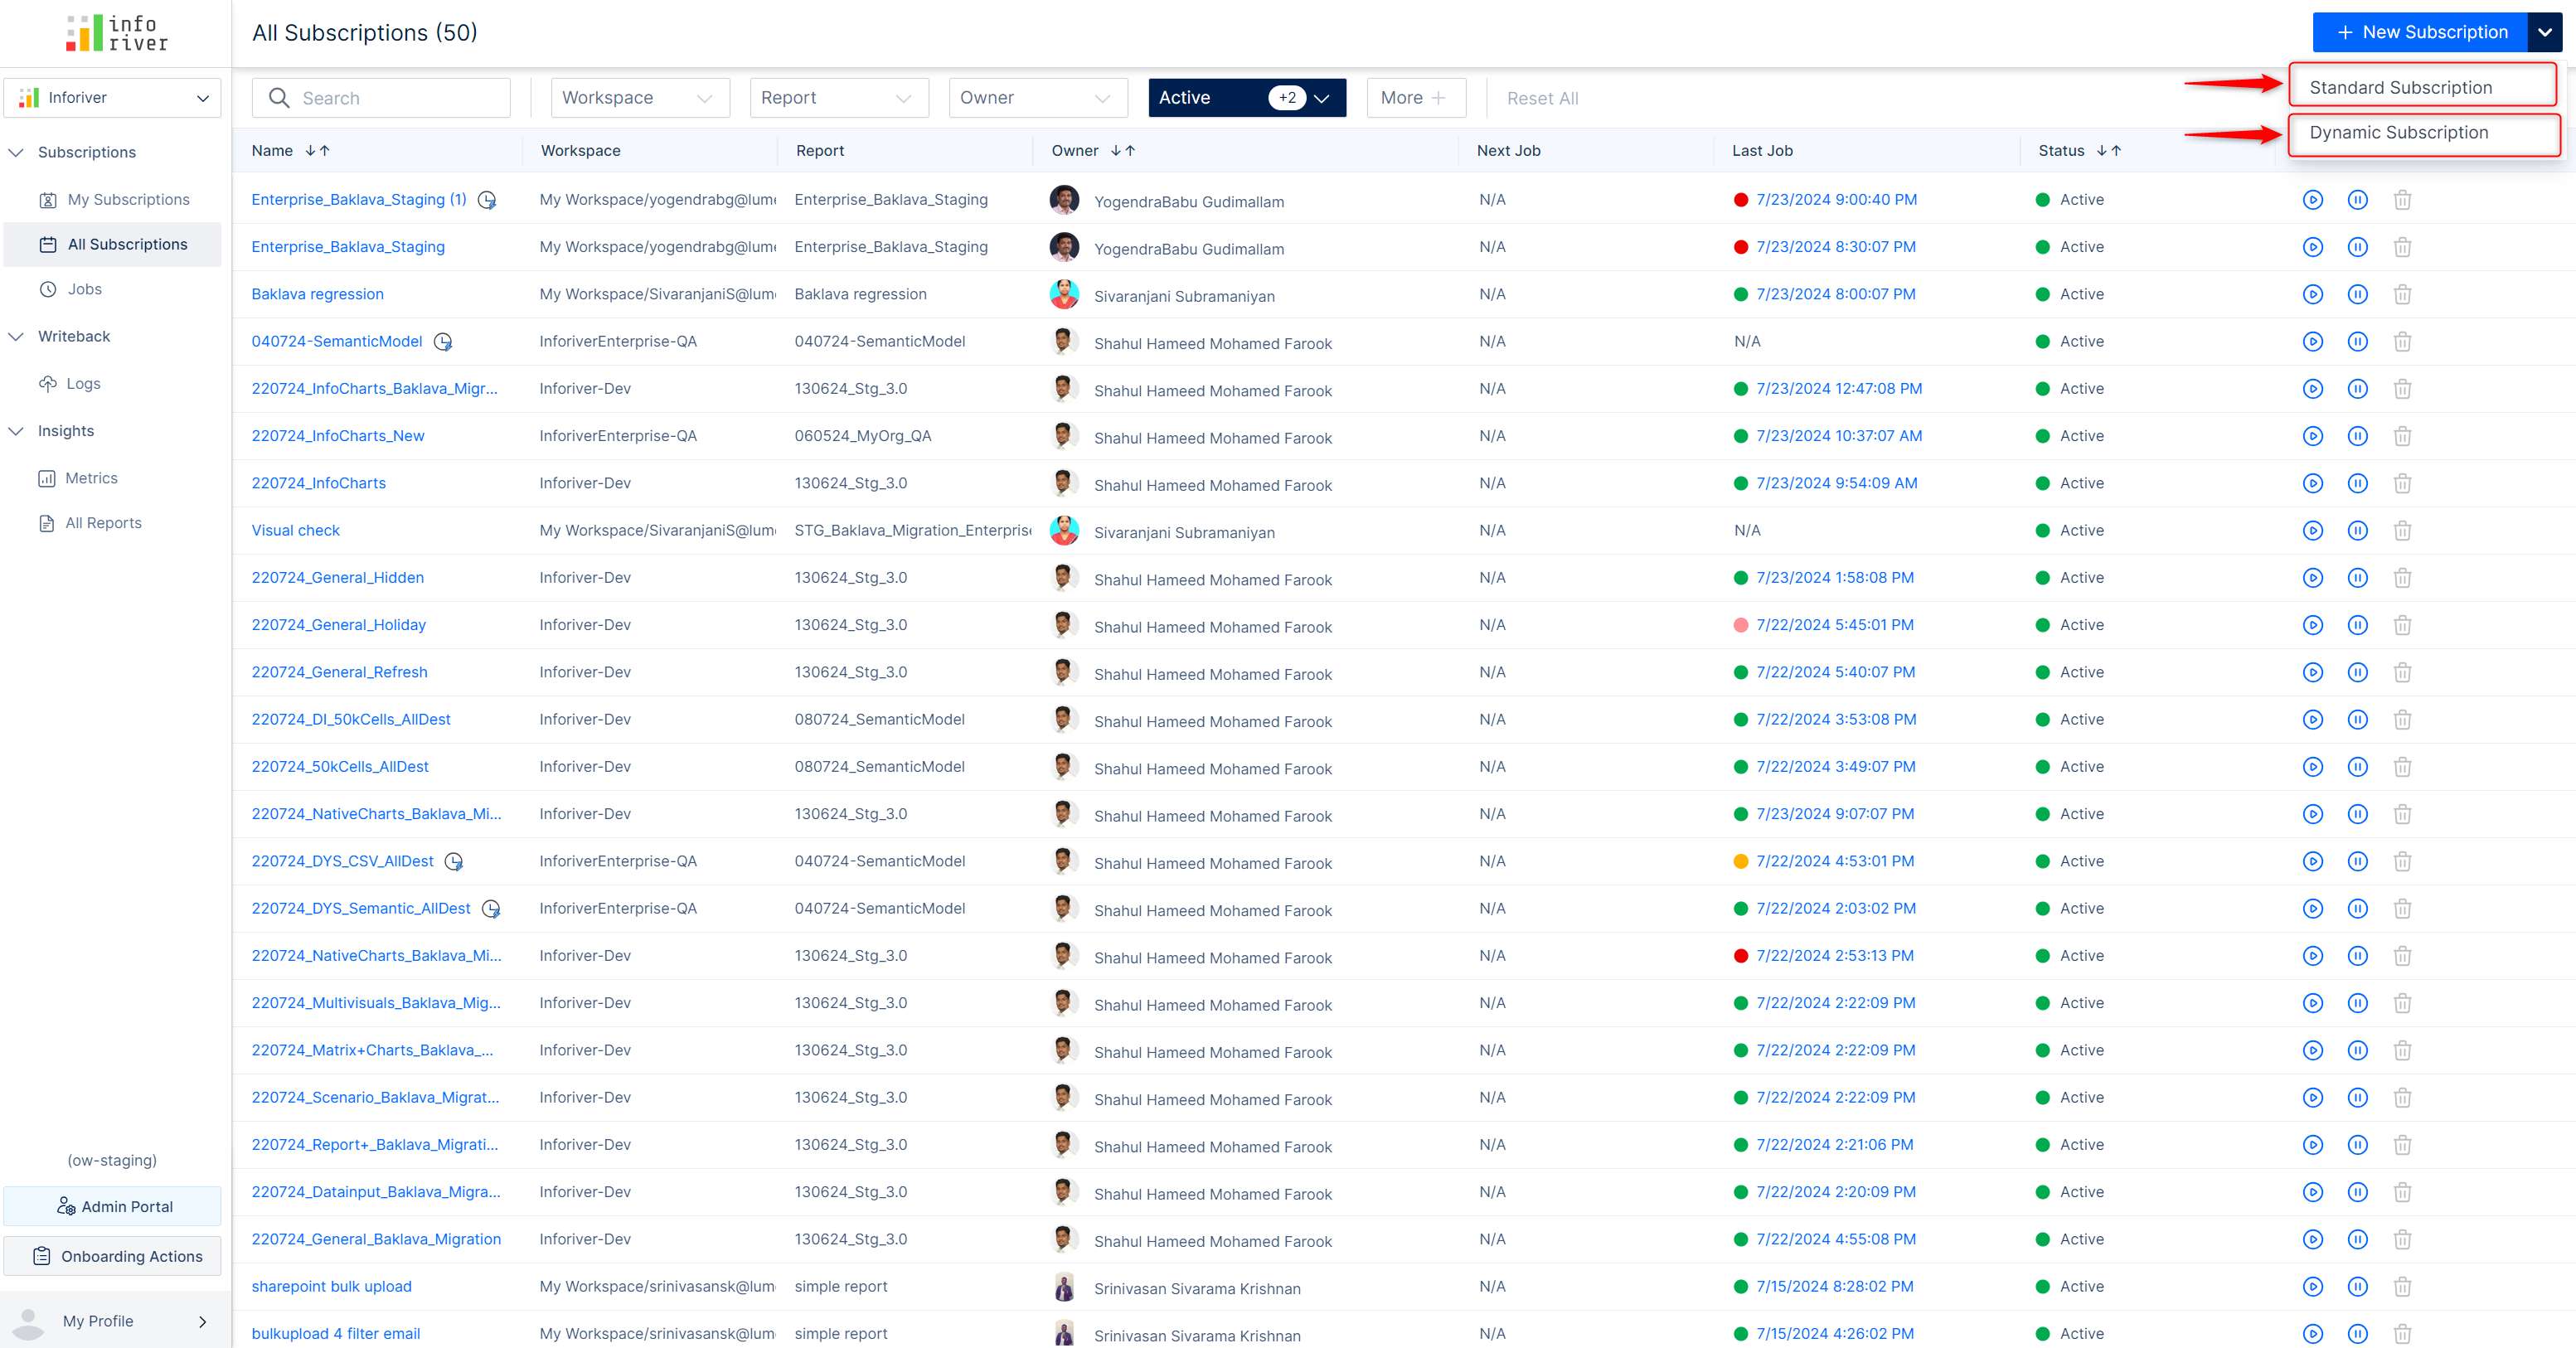 info
river
All Subscriptions (50)
+ New Subscription
Inforiver
Search
Workspace
Report
Owner
Active +2
More +
Reset All
Standard Subscription
Dynamic Subscription
Subscriptions
My Subscriptions
All Subscriptions
Jobs
Writeback
Logs
Insights
Metrics
All Reports
(ow-staging)
Admin Portal
Onboarding Actions
My Profile
Name Workspace Report Owner Next Job Last Job Status
Enterprise_Baklava_Staging (1) My Workspace/yogendrabg@lum Enterprise_Baklava_Staging YogendraBabu Gudimallam N/A 7/23/2024 9:00:40 PM Active
Enterprise_Baklava_Staging My Workspace/yogendrabg@lum Enterprise_Baklava_Staging YogendraBabu Gudimallam N/A 7/23/2024 8:30:07 PM Active
Baklava regression My Workspace/SivaranjaniS@lum Baklava regression Sivaranjani Subramaniyan N/A 7/23/2024 8:00:07 PM Active
040724-SemanticModel InforiverEnterprise-QA 040724-SemanticModel Shahul Hameed Mohamed Farook N/A N/A Active
220724_InfoCharts_Baklava_Migr... Inforiver-Dev 130624_Stg_3.0 Shahul Hameed Mohamed Farook N/A 7/23/2024 12:47:08 PM Active
220724_InfoCharts_New InforiverEnterprise-QA 060524_MyOrg_QA Shahul Hameed Mohamed Farook N/A 7/23/2024 10:37:07 AM Active
220724_InfoCharts Inforiver-Dev 130624_Stg_3.0 Shahul Hameed Mohamed Farook N/A 7/23/2024 9:54:09 AM Active
Visual check My Workspace/SivaranjaniS@lum STG_Baklava_Migration_Enterprise Sivaranjani Subramaniyan N/A N/A Active
220724_General_Hidden Inforiver-Dev 130624_Stg_3.0 Shahul Hameed Mohamed Farook N/A 7/23/2024 1:58:08 PM Active
220724_General_Holiday Inforiver-Dev 130624_Stg_3.0 Shahul Hameed Mohamed Farook N/A 7/22/2024 5:45:01 PM Active
220724_General_Refresh Inforiver-Dev 130624_Stg_3.0 Shahul Hameed Mohamed Farook N/A 7/22/2024 5:40:07 PM Active
220724_DI_50kCells_AllDest Inforiver-Dev 080724_SemanticModel Shahul Hameed Mohamed Farook N/A 7/22/2024 3:53:08 PM Active
220724_50kCells_AllDest Inforiver-Dev 080724_SemanticModel Shahul Hameed Mohamed Farook N/A 7/22/2024 3:49:07 PM Active
220724_NativeCharts_Baklava_Mi... Inforiver-Dev 130624_Stg_3.0 Shahul Hameed Mohamed Farook N/A 7/23/2024 9:07:07 PM Active
220724_DYS_CSV_AllDest InforiverEnterprise-QA 040724-SemanticModel Shahul Hameed Mohamed Farook N/A 7/22/2024 4:53:01 PM Active
220724_DYS_Semantic_AllDest InforiverEnterprise-QA 040724-SemanticModel Shahul Hameed Mohamed Farook N/A 7/22/2024 2:03:02 PM Active
220724_NativeCharts_Baklava_Mi... Inforiver-Dev 130624_Stg_3.0 Shahul Hameed Mohamed Farook N/A 7/22/2024 2:53:13 PM Active
220724_Multivisuals_Baklava_Mig... Inforiver-Dev 130624_Stg_3.0 Shahul Hameed Mohamed Farook N/A 7/22/2024 2:22:09 PM Active
220724_Matrix+Charts_Baklava_... Inforiver-Dev 130624_Stg_3.0 Shahul Hameed Mohamed Farook N/A 7/22/2024 2:22:09 PM Active
220724_Scenario_Baklava_Migrat... Inforiver-Dev 130624_Stg_3.0 Shahul Hameed Mohamed Farook N/A 7/22/2024 2:22:09 PM Active
220724_Report+_Baklava_Migrati... Inforiver-Dev 130624_Stg_3.0 Shahul Hameed Mohamed Farook N/A 7/22/2024 2:21:06 PM Active
220724_Datainput_Baklava_Migra... Inforiver-Dev 130624_Stg_3.0 Shahul Hameed Mohamed Farook N/A 7/22/2024 2:20:09 PM Active
220724_General_Baklava_Migration Inforiver-Dev 130624_Stg_3.0 Shahul Hameed Mohamed Farook N/A 7/22/2024 4:55:08 PM Active
sharepoint bulk upload My Workspace/srinivasansk@lum simple report Srinivasan Sivarama Krishnan N/A 7/15/2024 8:28:02 PM Active
bulkupload 4 filter email My Workspace/srinivasansk@lum simple report Srinivasan Sivarama Krishnan N/A 7/15/2024 4:26:02 PM Active